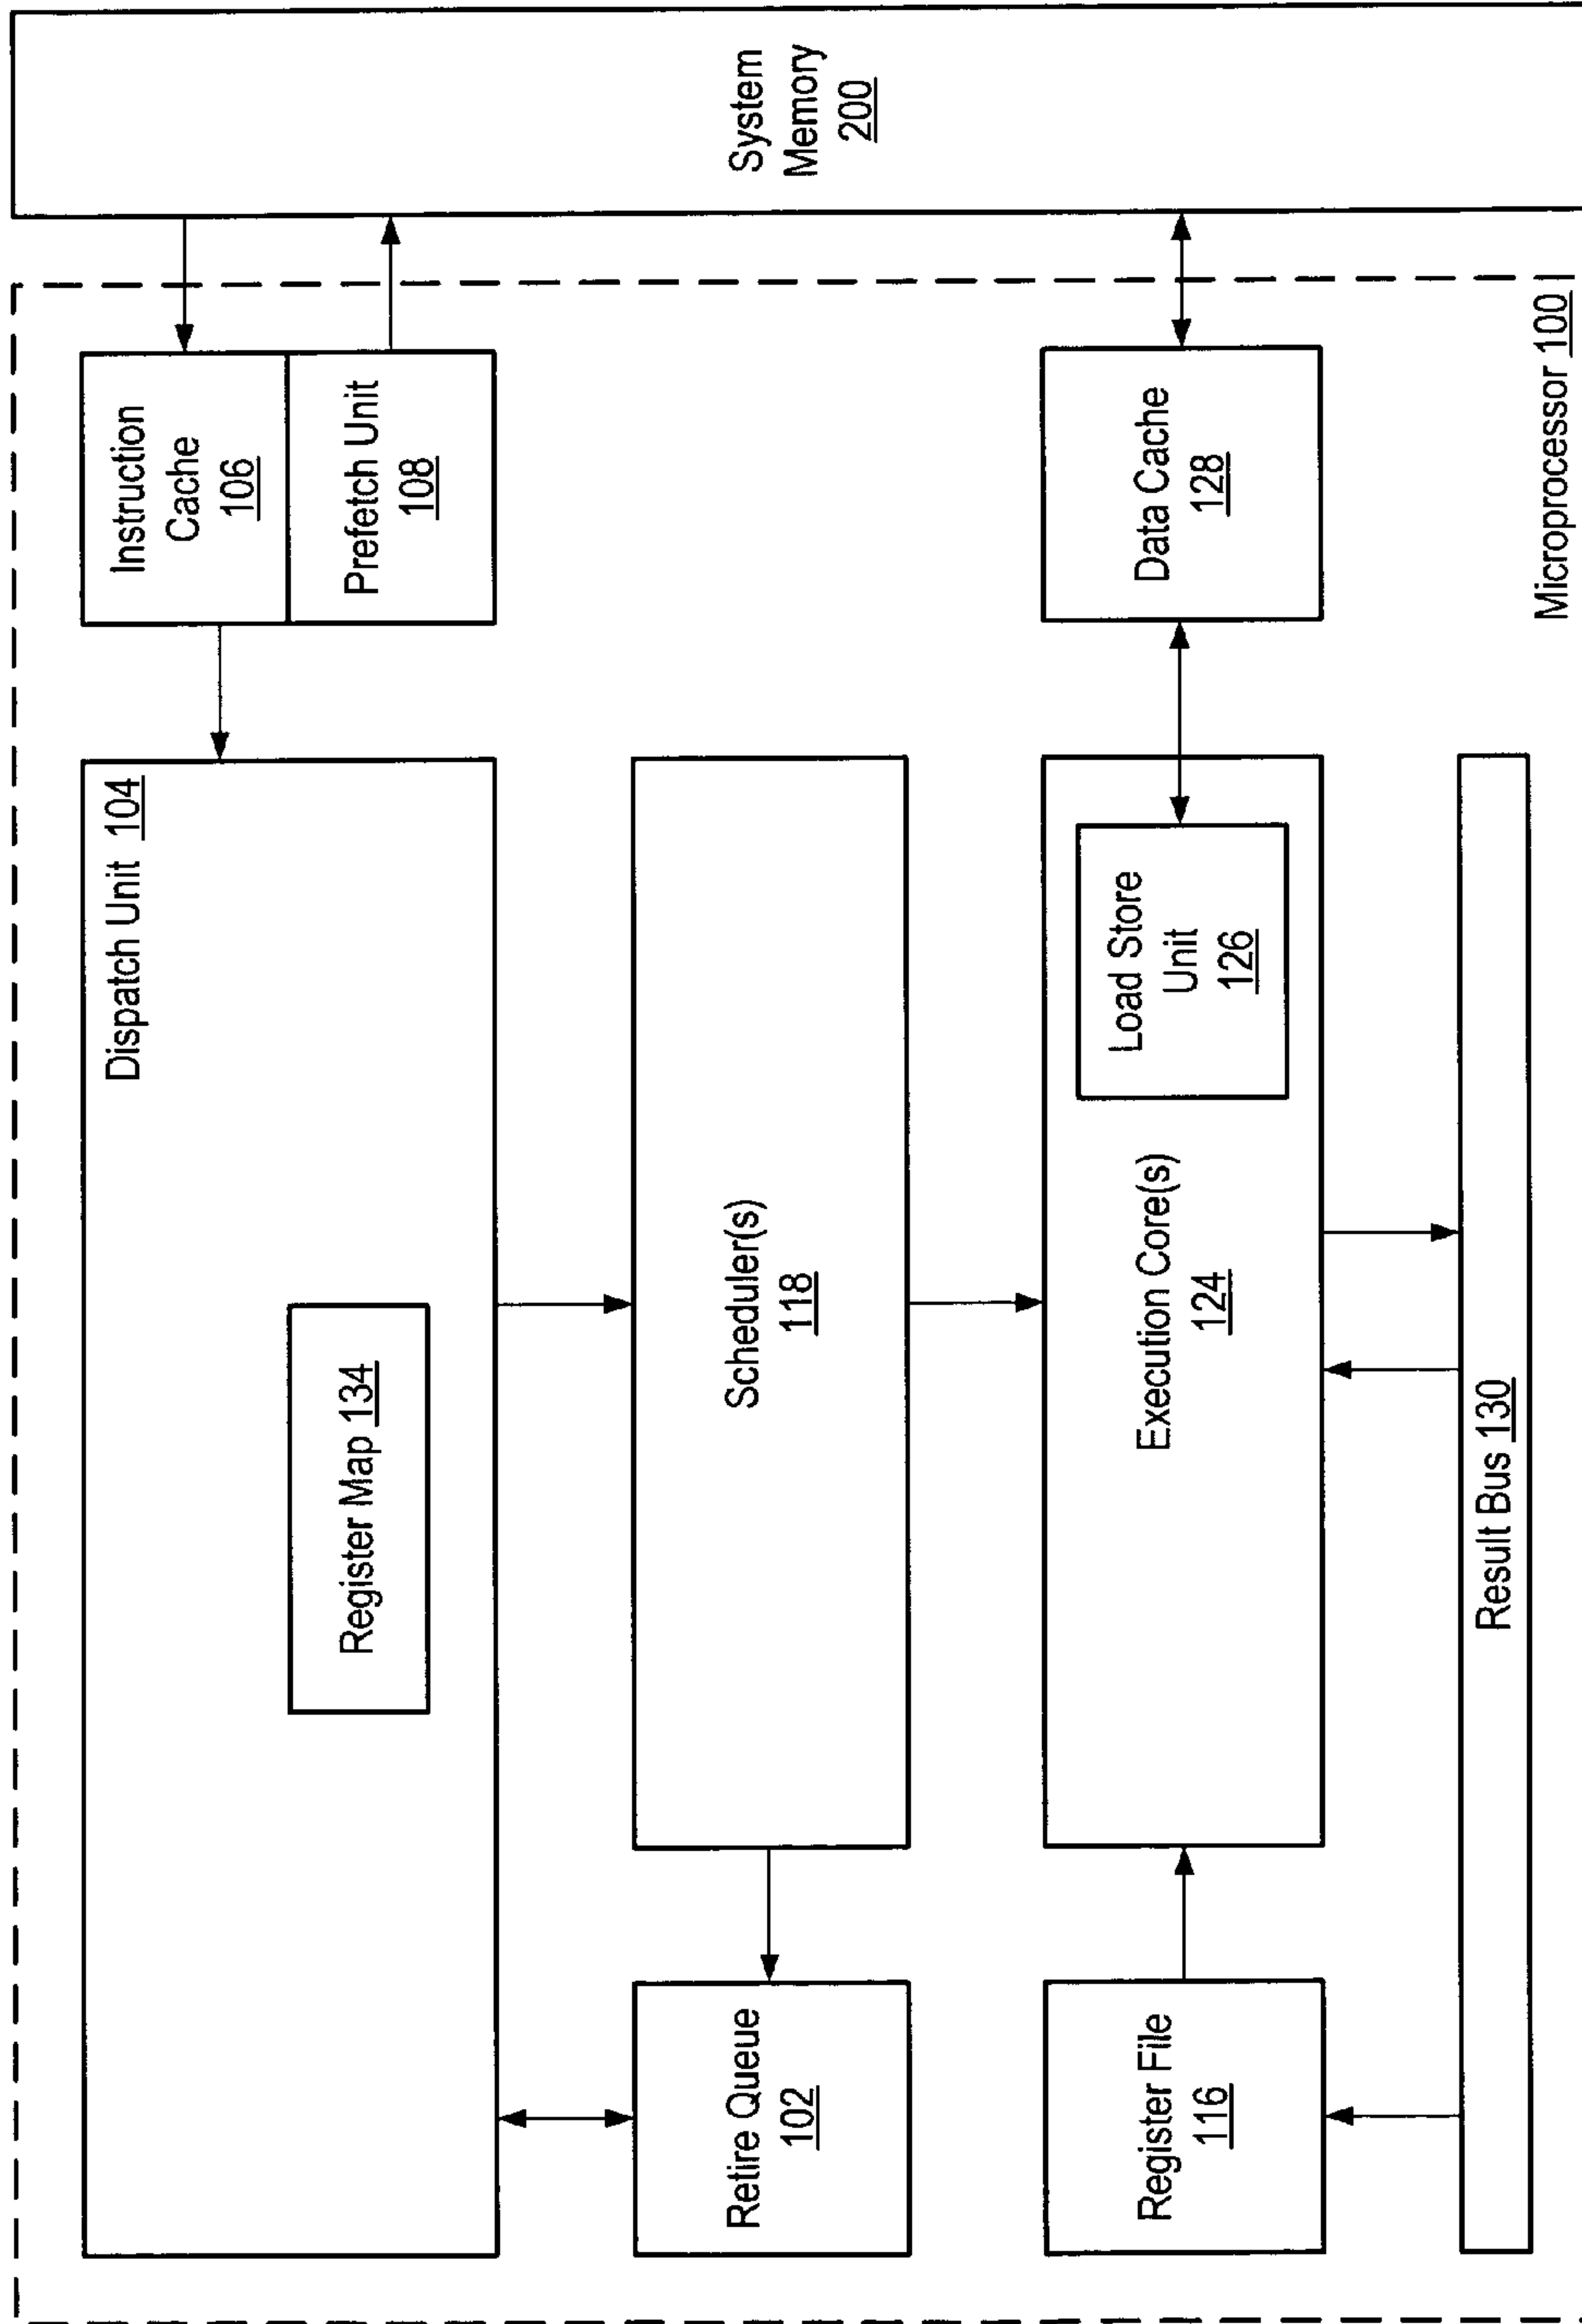 Dispatch Unit 104
Register Map 134
Instruction
Cache
106
Prefetch Unit
108
System
Memory
200
Retire Queue
102
Scheduler(s)
118
Register File
116
Execution Core(s)
124
Load Store
Unit
126
Data Cache
128
Result Bus 130
Microprocessor 100